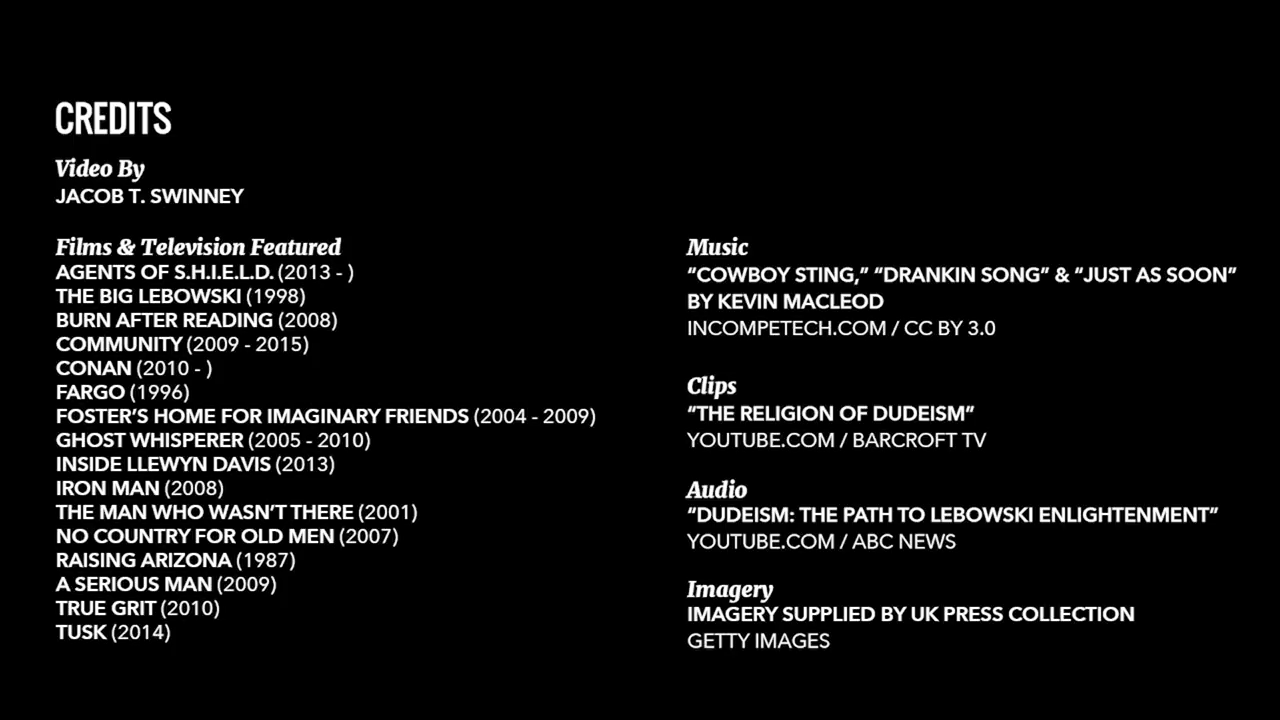 CREDITS
Video By
JACOB T. SWINNEY
Films & Television Featured
AGENTS OF S.H.I.E.L.D. (2013 - )
THE BIG LEBOWSKI (1998)
BURN AFTER READING (2008)
COMMUNITY (2009 - 2015)
CONAN (2010 - )
FARGO (1996)
FOSTER'S HOME FOR IMAGINARY FRIENDS (2004 - 2009)
GHOST WHISPERER (2005 - 2010)
INSIDE LLEWYN DAVIS (2013)
IRON MAN (2008)
THE MAN WHO WASN'T THERE (2001)
NO COUNTRY FOR OLD MEN (2007)
RAISING ARIZONA (1987)
A SERIOUS MAN (2009)
TRUE GRIT (2010)
TUSK (2014)
Music
“COWBOY STING,” “DRANKIN SONG” & “JUST AS SOON”
BY KEVIN MACLEOD
INCOMPETECH.COM / CC BY 3.0
Clips
“THE RELIGION OF DUDEISM”
YOUTUBE.COM / BARCROFT TV
Audio
“DUDEISM: THE PATH TO LEBOWSKI ENLIGHTENMENT”
YOUTUBE.COM / ABC NEWS
Imagery
IMAGERY SUPPLIED BY UK PRESS COLLECTION
GETTY IMAGES